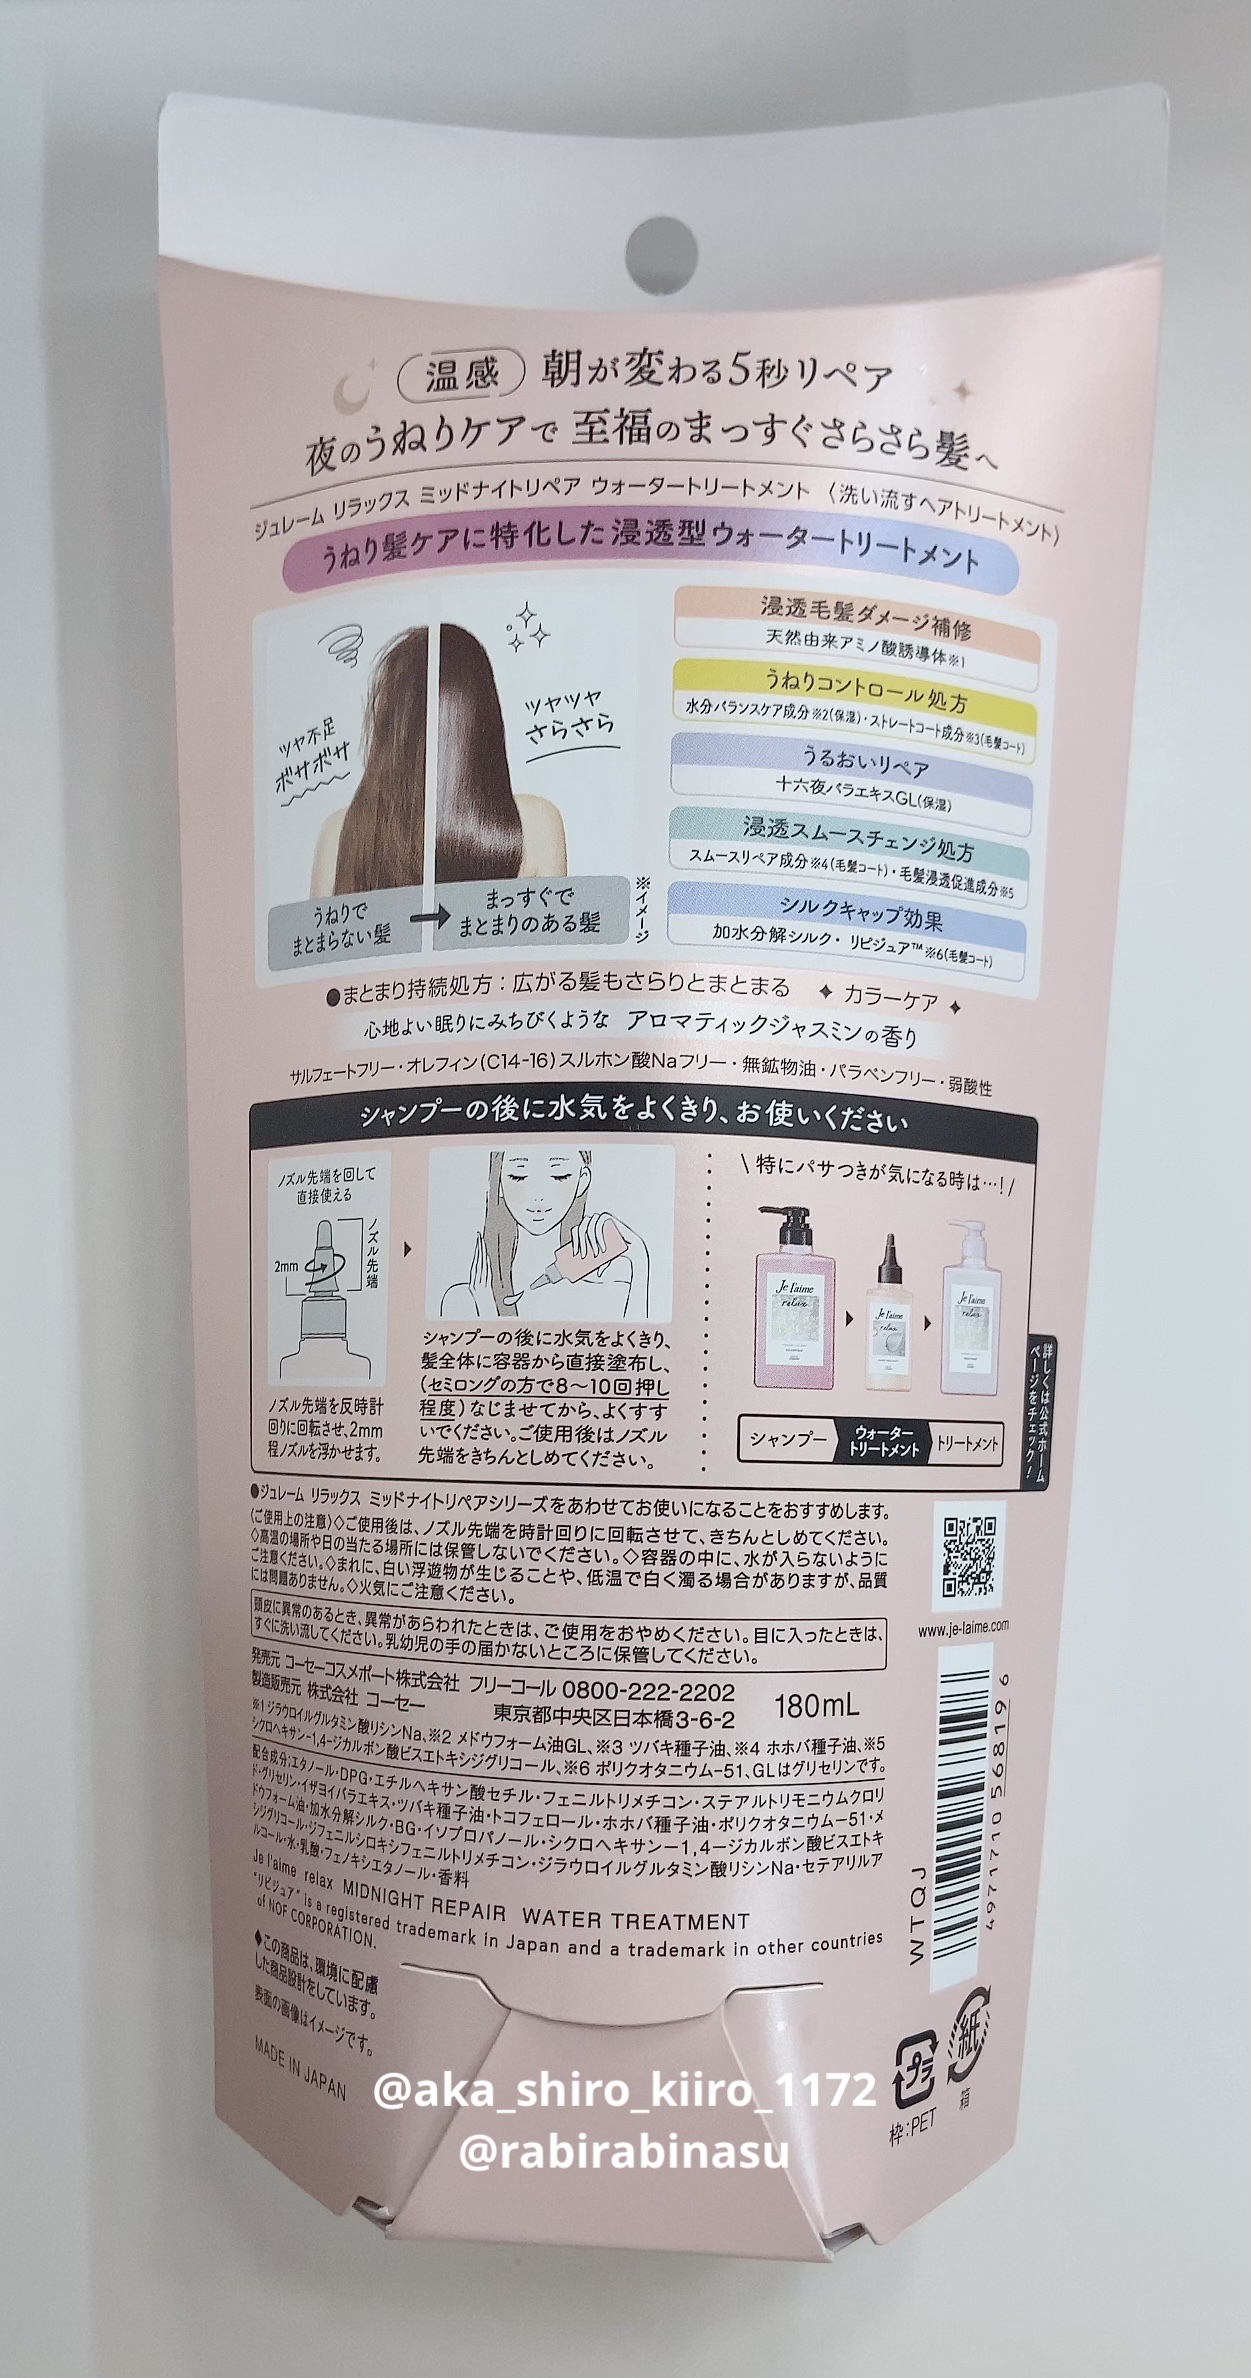 温感 朝が変わる5秒リペア
夜のうねりケアで 至福のまっすぐさらさら髪へ
ジュレーム リラックス ミッドナイトリペア ウォータートリートメント 〈洗い流すヘアトリートメント〉
うねり髪ケアに特化した浸透型ウォータートリートメント
ツヤ不足
ボサボサ
ツヤツヤ
さらさら
うねりで
まとまらない髪
まっすぐで
まとまりのある髪
※イメージ
浸透毛髪ダメージ補修
天然由来アミノ酸誘導体※1
うねりコントロール処方
水分バランスケア成分※2(保湿)・ストレートコート成分※3(毛髪コート)
うるおいリペア
十六夜バラエキスGL(保湿)
浸透スムースチェンジ処方
スムースリペア成分※4(毛髪コート)・毛髪浸透促進成分※5
シルクキャップ効果
加水分解シルク・リピジュア™※6(毛髪コート)
●まとまり持続処方：広がる髪もさらりとまとまる ✦ カラーケア ✦
心地よい眠りにみちびくような アロマティックジャスミンの香り
サルフェートフリー・オレフィン(C14-16)スルホン酸Naフリー・無鉱物油・パラベンフリー・弱酸性
シャンプーの後に水気をよくきり、お使いください
ノズル先端を回して
直接使える
2mm
ノズル先端
ノズル先端を反時計
回りに回転させ、2mm
程ノズルを浮かせます。
シャンプーの後に水気をよくきり、
髪全体に容器から直接塗布し、
(セミロングの方で8〜10回押し
程度)なじませてから、よくすす
いでください。ご使用後はノズル
先端をきちんとしめてください。
\ 特にパサつきが気になる時は…! /
Je l'aime
relax
Je l'aime
relax
Je l'aime
relax
シャンプー
ウォーター
トリートメント
トリートメント
詳しくは公式ホーム
ページをチェック!
●ジュレーム リラックス ミッドナイトリペアシリーズをあわせてお使いになることをおすすめします。
〈ご使用上の注意〉◇ご使用後は、ノズル先端を時計回りに回転させて、きちんとしめてください。
◇高温の場所や日の当たる場所には保管しないでください。◇容器の中に、水が入らないように
ご注意ください。◇まれに、白い浮遊物が生じることや、低温で白く濁る場合がありますが、品質
には問題ありません。◇火気にご注意ください。
頭皮に異常のあるとき、異常があらわれたときは、ご使用をおやめください。目に入ったときは、
すぐに洗い流してください。乳幼児の手の届かないところに保管してください。
www.je-laime.com
発売元 コーセーコスメポート株式会社 フリーコール 0800-222-2202
製造販売元 株式会社 コーセー 東京都中央区日本橋3-6-2
180mL
※1 ジラウロイルグルタミン酸リシンNa、※2 メドウフォーム油GL、※3 ツバキ種子油、※4 ホホバ種子油、※5
シクロヘキサン-1,4-ジカルボン酸ビスエトキシジグリコール、※6 ポリクオタニウム-51、GLはグリセリンです。
配合成分：エタノール・DPG・エチルヘキサン酸セチル・フェニルトリメチコン・ステアルトリモニウムクロリ
ド・グリセリン・イザヨイバラエキス・ツバキ種子油・トコフェロール・ホホバ種子油・ポリクオタニウム-51・メ
ドウフォーム油・加水分解シルク・BG・イソプロパノール・シクロヘキサン-1,4-ジカルボン酸ビスエトキ
シジグリコール・ジフェニルシロキシフェニルトリメチコン・ジラウロイルグルタミン酸リシンNa・セテアリルア
ルコール・水・乳酸・フェノキシエタノール・香料
Je l'aime relax MIDNIGHT REPAIR WATER TREATMENT
"リピジュア" is a registered trademark in Japan and a trademark in other countries
of NOF CORPORATION.
4971710 568196
WTQJ
◆この商品は、環境に配慮
した商品設計をしています。
表面の画像はイメージです。
MADE IN JAPAN
プラ
枠：PET
紙
箱
@aka_shiro_kiiro_1172
@rabirabinasu